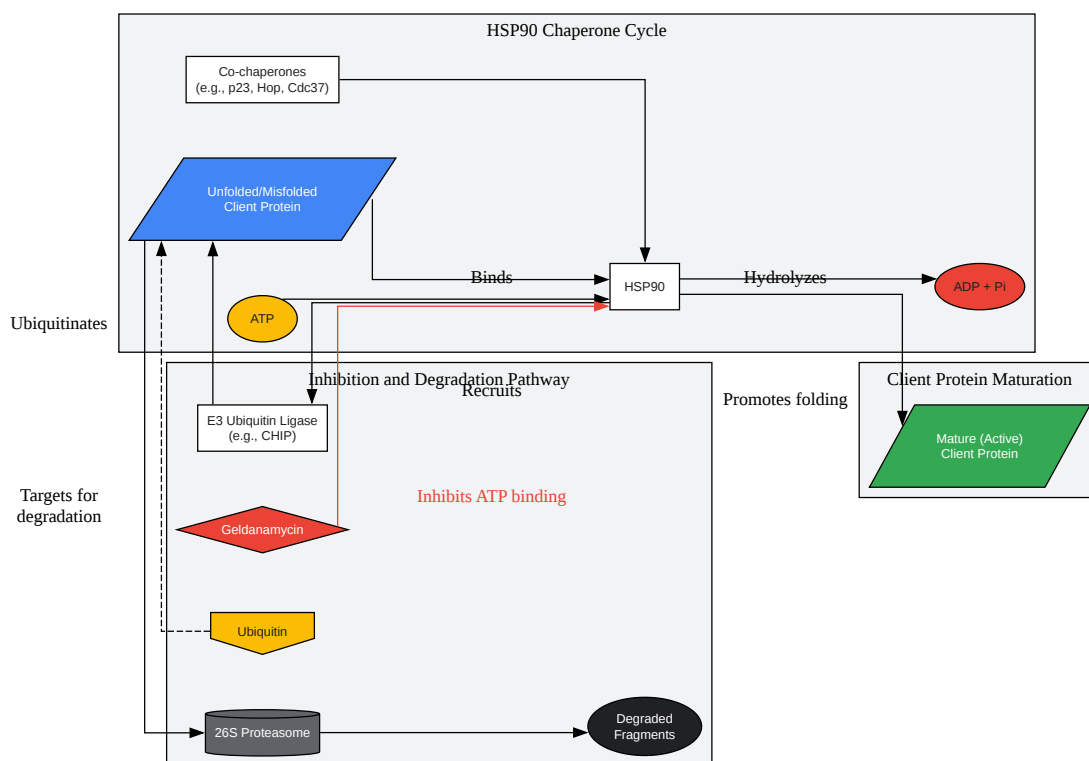 HSP90 Chaperone Cycle
Co-chaperones
(e.g., p23, Hop, Cdc37)
Unfolded/Misfolded
Client Protein
Binds
HSP90
Hydrolyzes
ADP + Pi
ATP
Ubiquitinates
Inhibition and Degradation Pathway
Recruits
Client Protein Maturation
Promotes folding
E3 Ubiquitin Ligase
(e.g., CHIP)
Mature (Active)
Client Protein
Targets for
degradation
Inhibits ATP binding
Geldanamycin
Ubiquitin
26S Proteasome
Degraded
Fragments